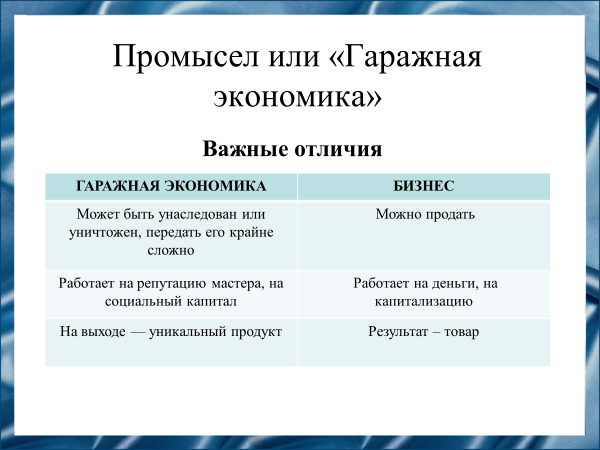 Промысел или «Гаражная
экономика»
Важные отличия
ГАРАЖНАЯ ЭКОНОМИКА
БИЗНЕС
Может быть унаследован или
уничтожен, передать его крайне
сложно
Можно продать
Работает на репутацию мастера, на
социальный капитал
Работает на деньги, на
капитализацию
На выходе — уникальный продукт
Результат – товар